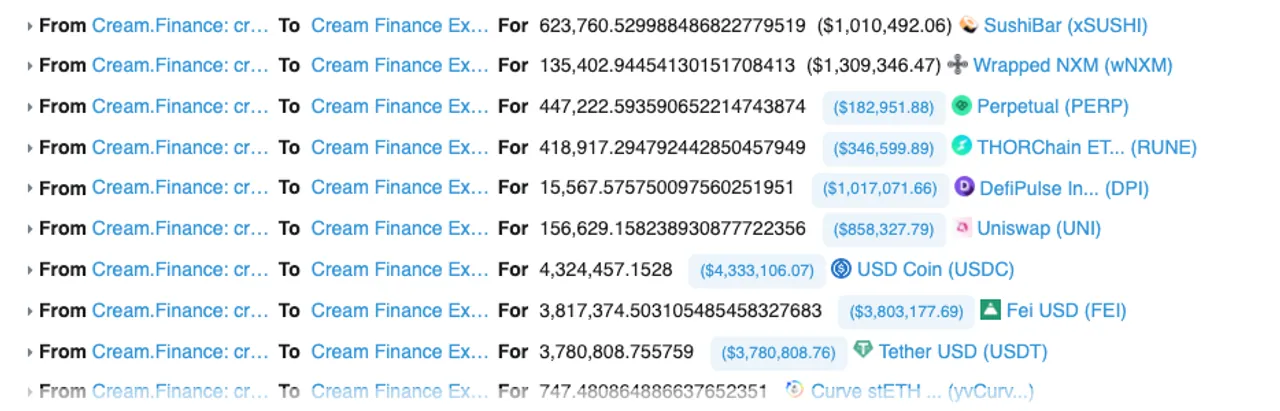 From Cream.Finance: cr... To Cream Finance Ex... For 623,760.529988486822779519 ($1,010,492.06) SushiBar (xSUSHI)
From Cream.Finance: cr... To Cream Finance Ex... For 135,402.94454130151708413 ($1,309,346.47) Wrapped NXM (wNXM)
From Cream.Finance: cr... To Cream Finance Ex... For 447,222.593590652214743874 ($182,951.88) Perpetual (PERP)
From Cream.Finance: cr... To Cream Finance Ex... For 418,917.294792442850457949 ($346,599.89) THORChain ET... (RUNE)
From Cream.Finance: cr... To Cream Finance Ex... For 15,567.575750097560251951 ($1,017,071.66) DefiPulse In... (DPI)
From Cream.Finance: cr... To Cream Finance Ex... For 156,629.158238930877722356 ($858,327.79) Uniswap (UNI)
From Cream.Finance: cr... To Cream Finance Ex... For 4,324,457.1528 ($4,333,106.07) USD Coin (USDC)
From Cream.Finance: cr... To Cream Finance Ex... For 3,817,374.503105485458327683 ($3,803,177.69) Fei USD (FEI)
From Cream.Finance: cr... To Cream Finance Ex... For 3,780,808.755759 ($3,780,808.76) Tether USD (USDT)
From Cream.Finance: cr... To Cream Finance Ex... For 747.480864886637652351 Curve stETH ... (yvCurv...)